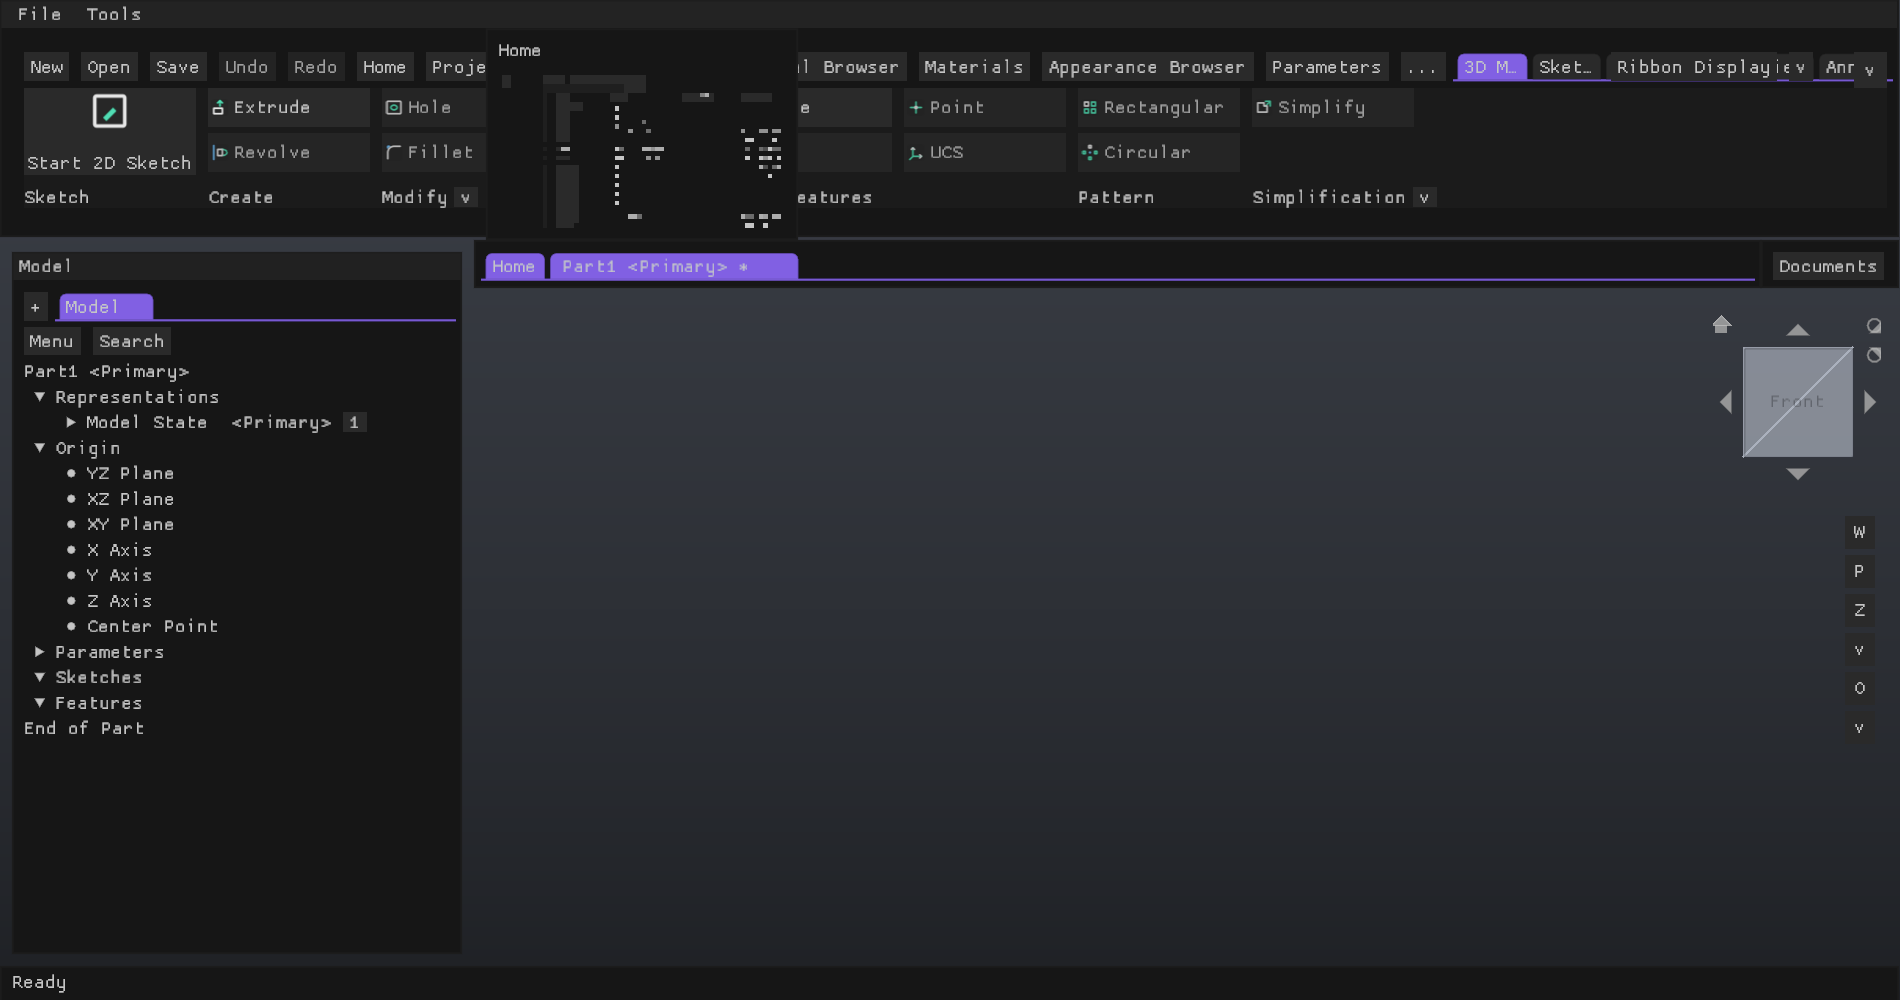 File Tools
New Open Save Undo Redo Home Proje Home l Browser Materials Appearance Browser Parameters ... 3D M… Sket… Ribbon Display v Anr v
Start 2D Sketch
Extrude Hole e Point Rectangular Simplify
Revolve Fillet UCS Circular
Sketch Create Modify v eatures Pattern Simplification v
Model
Home Part1 <Primary> * Documents
+ Model
Menu Search
Part1 <Primary>
Representations
Model State <Primary> 1
Origin
YZ Plane
XZ Plane
XY Plane
X Axis
Y Axis
Z Axis
Center Point
Parameters
Sketches
Features
End of Part
Front
W
P
Z
v
O
v
Ready